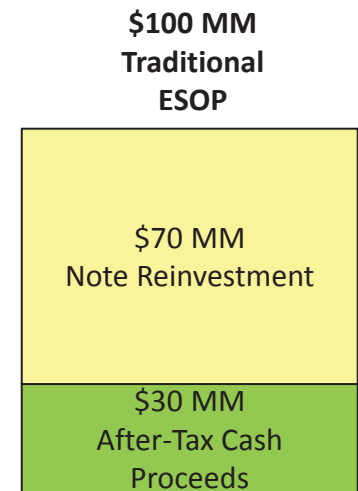 $100 MM
Traditional
ESOP
$70 MM
Note Reinvestment
$30 MM
After-Tax Cash
Proceeds